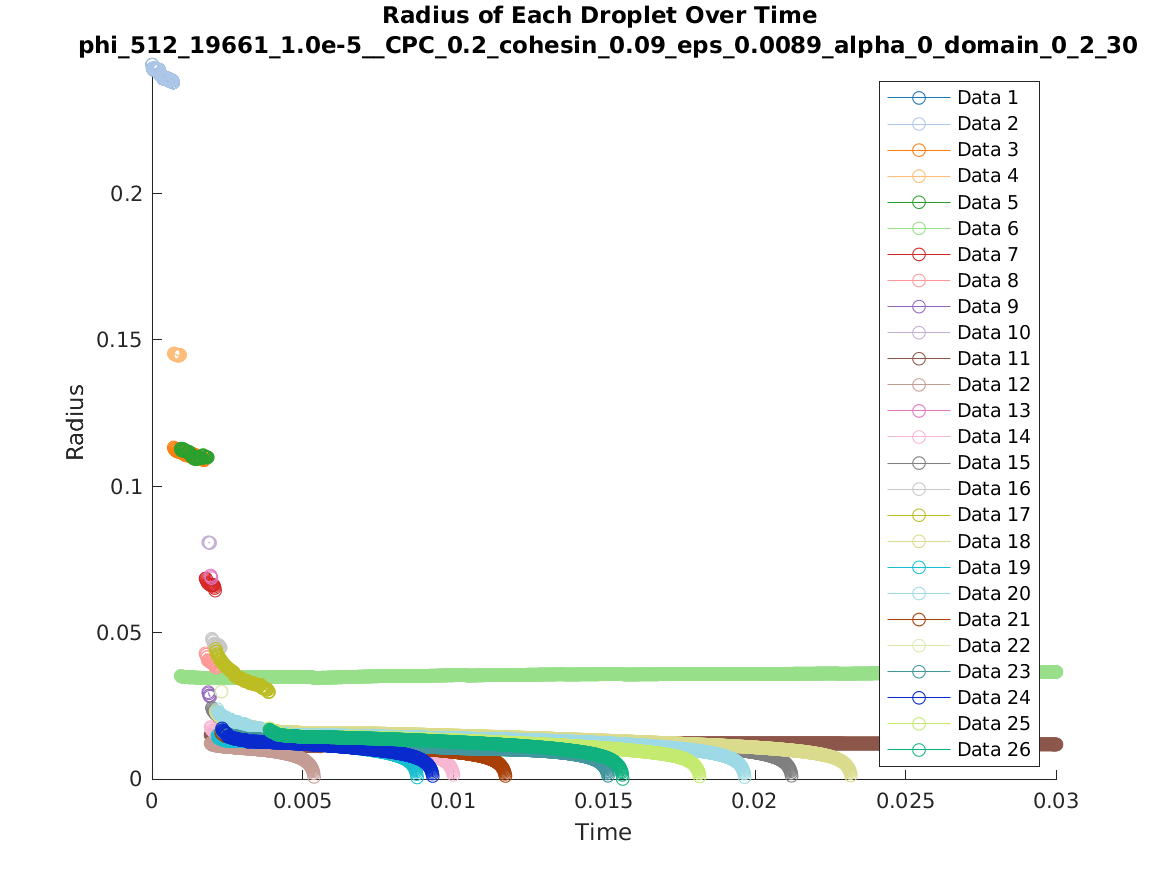 Radius of Each Droplet Over Time
phi_512_19661_1.0e-5__CPC_0.2_cohesin_0.09_eps_0.0089_alpha_0_domain_0_2_30
Data 1
Data 2
Data 3
Data 4
Data 5
Data 6
Data 7
Data 8
Data 9
Data 10
Data 11
Data 12
Data 13
Data 14
Data 15
Data 16
Data 17
Data 18
Data 19
Data 20
Data 21
Data 22
Data 23
Data 24
Data 25
Data 26
0.2
0.15
0.1
0.05
0
Radius
0
0.005
0.01
0.015
0.02
0.025
0.03
Time